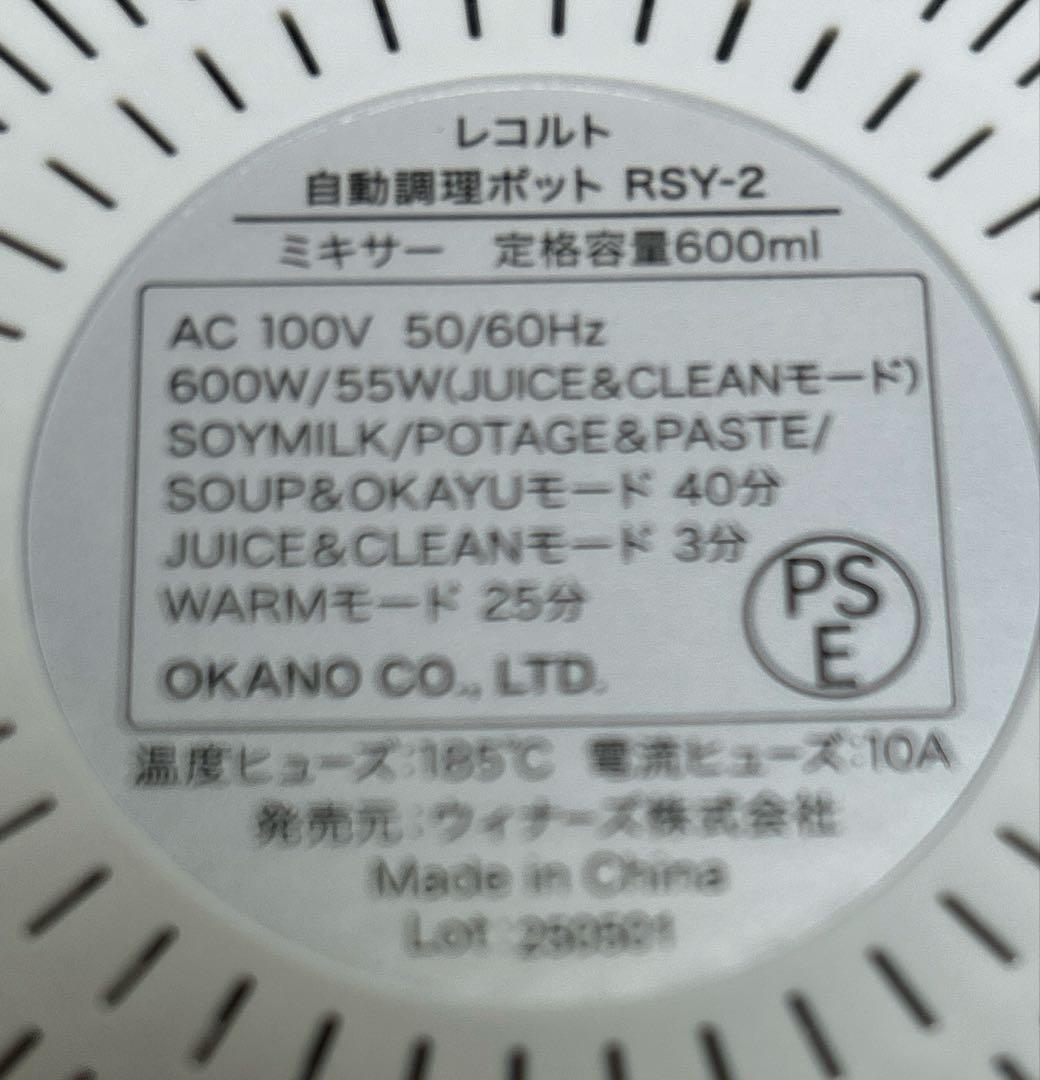 レコルト
自動調理ポット RSY-2
ミキサー 定格容量600ml
AC 100V 50/60Hz
600W/55W(JUICE&CLEANモード)
SOYMILK/POTAGE&PASTE/
SOUP&OKAYUモード 40分
JUICE&CLEANモード 3分
WARMモード 25分
PS
E
OKANO CO., LTD.
温度ヒューズ:185℃ 電流ヒューズ:10A
発売元:ウィナーズ株式会社
Made in China
Lot:250501